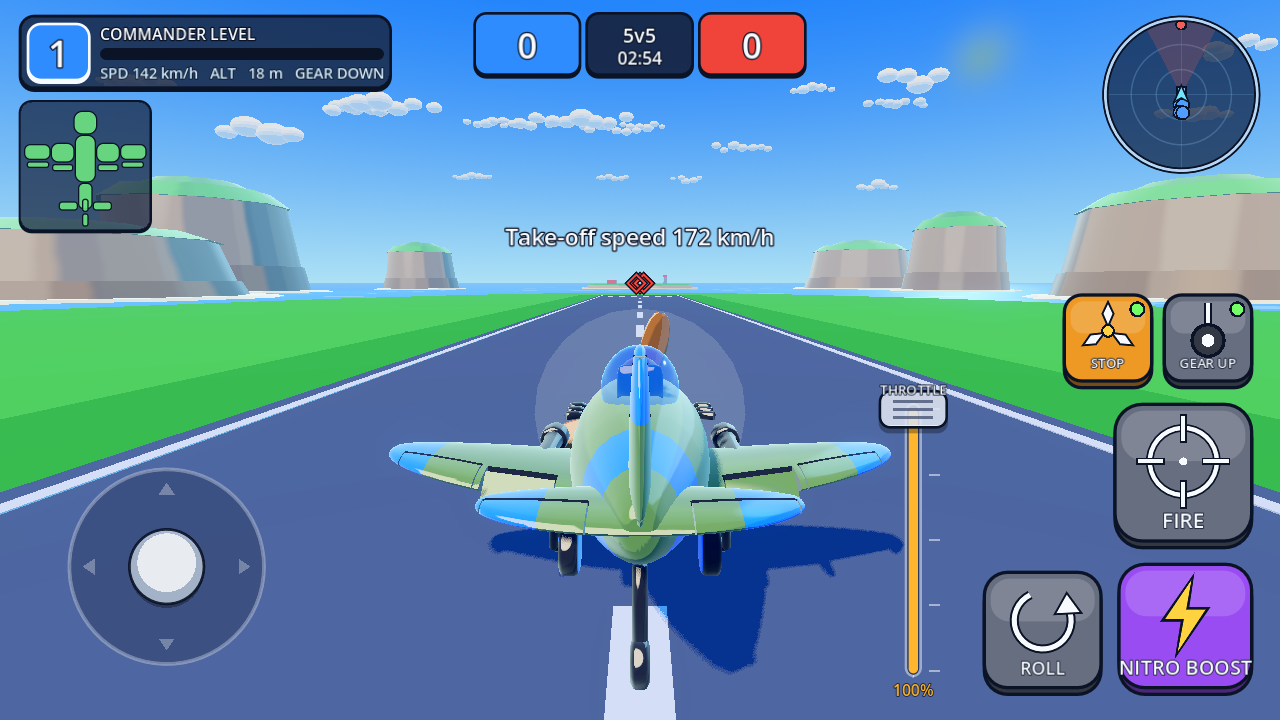 1
COMMANDER LEVEL
SPD 142 km/h ALT 18 m GEAR DOWN
0
5v5
02:54
0
Take-off speed 172 km/h
STOP
GEAR UP
THROTTLE
100%
FIRE
ROLL
NITRO BOOST